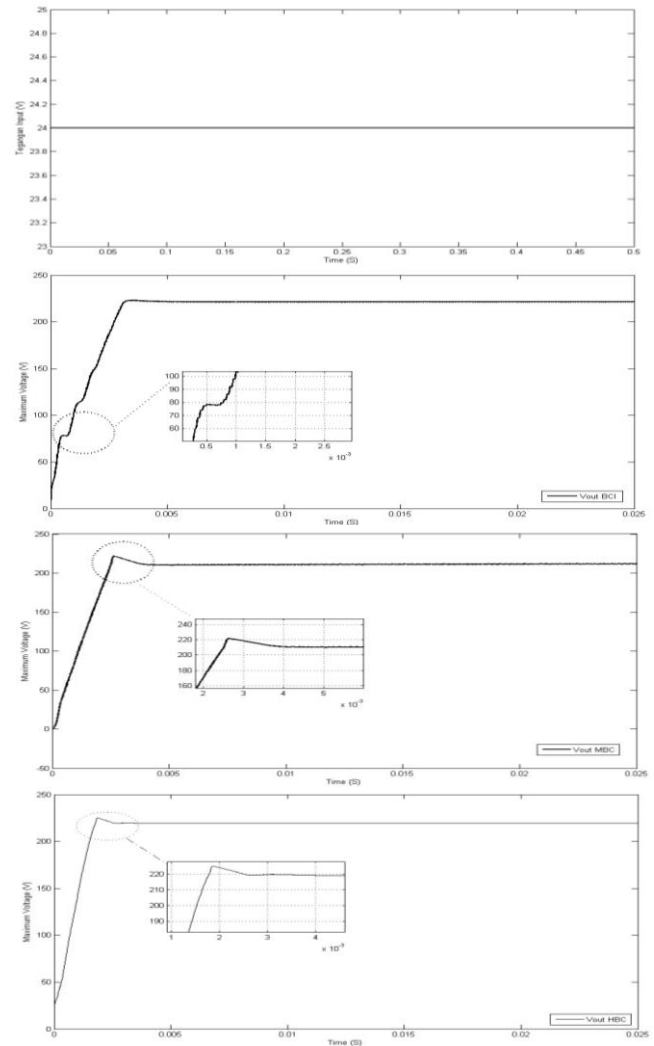 25
24.8
24.6
24.4
24.2
24
23.8
23.6
23.4
23.2
23
Tegangan Input (V)
0.05 0.1 0.15 0.2 0.25 0.3 0.35 0.4 0.45 0.5
Time (S)
250
200
150
100
50
0
Maximum Voltage (V)
100
90
80
70
60
0.5 1 1.5 2 2.5
x 10⁻³
Vout BCI
0 0.005 0.01 0.015 0.02 0.025
Time (S)
250
200
150
100
50
0
-50
Maximum Voltage (V)
240
220
200
180
160
2 3 4 5
x 10⁻³
Vout MBC
0 0.005 0.01 0.015 0.02 0.025
Time (S)
250
200
150
100
50
0
Maximum Voltage (V)
220
210
200
190
1 2 3 4
x 10⁻³
Vout HBC
0 0.005 0.01 0.015 0.02 0.025
Time (S)